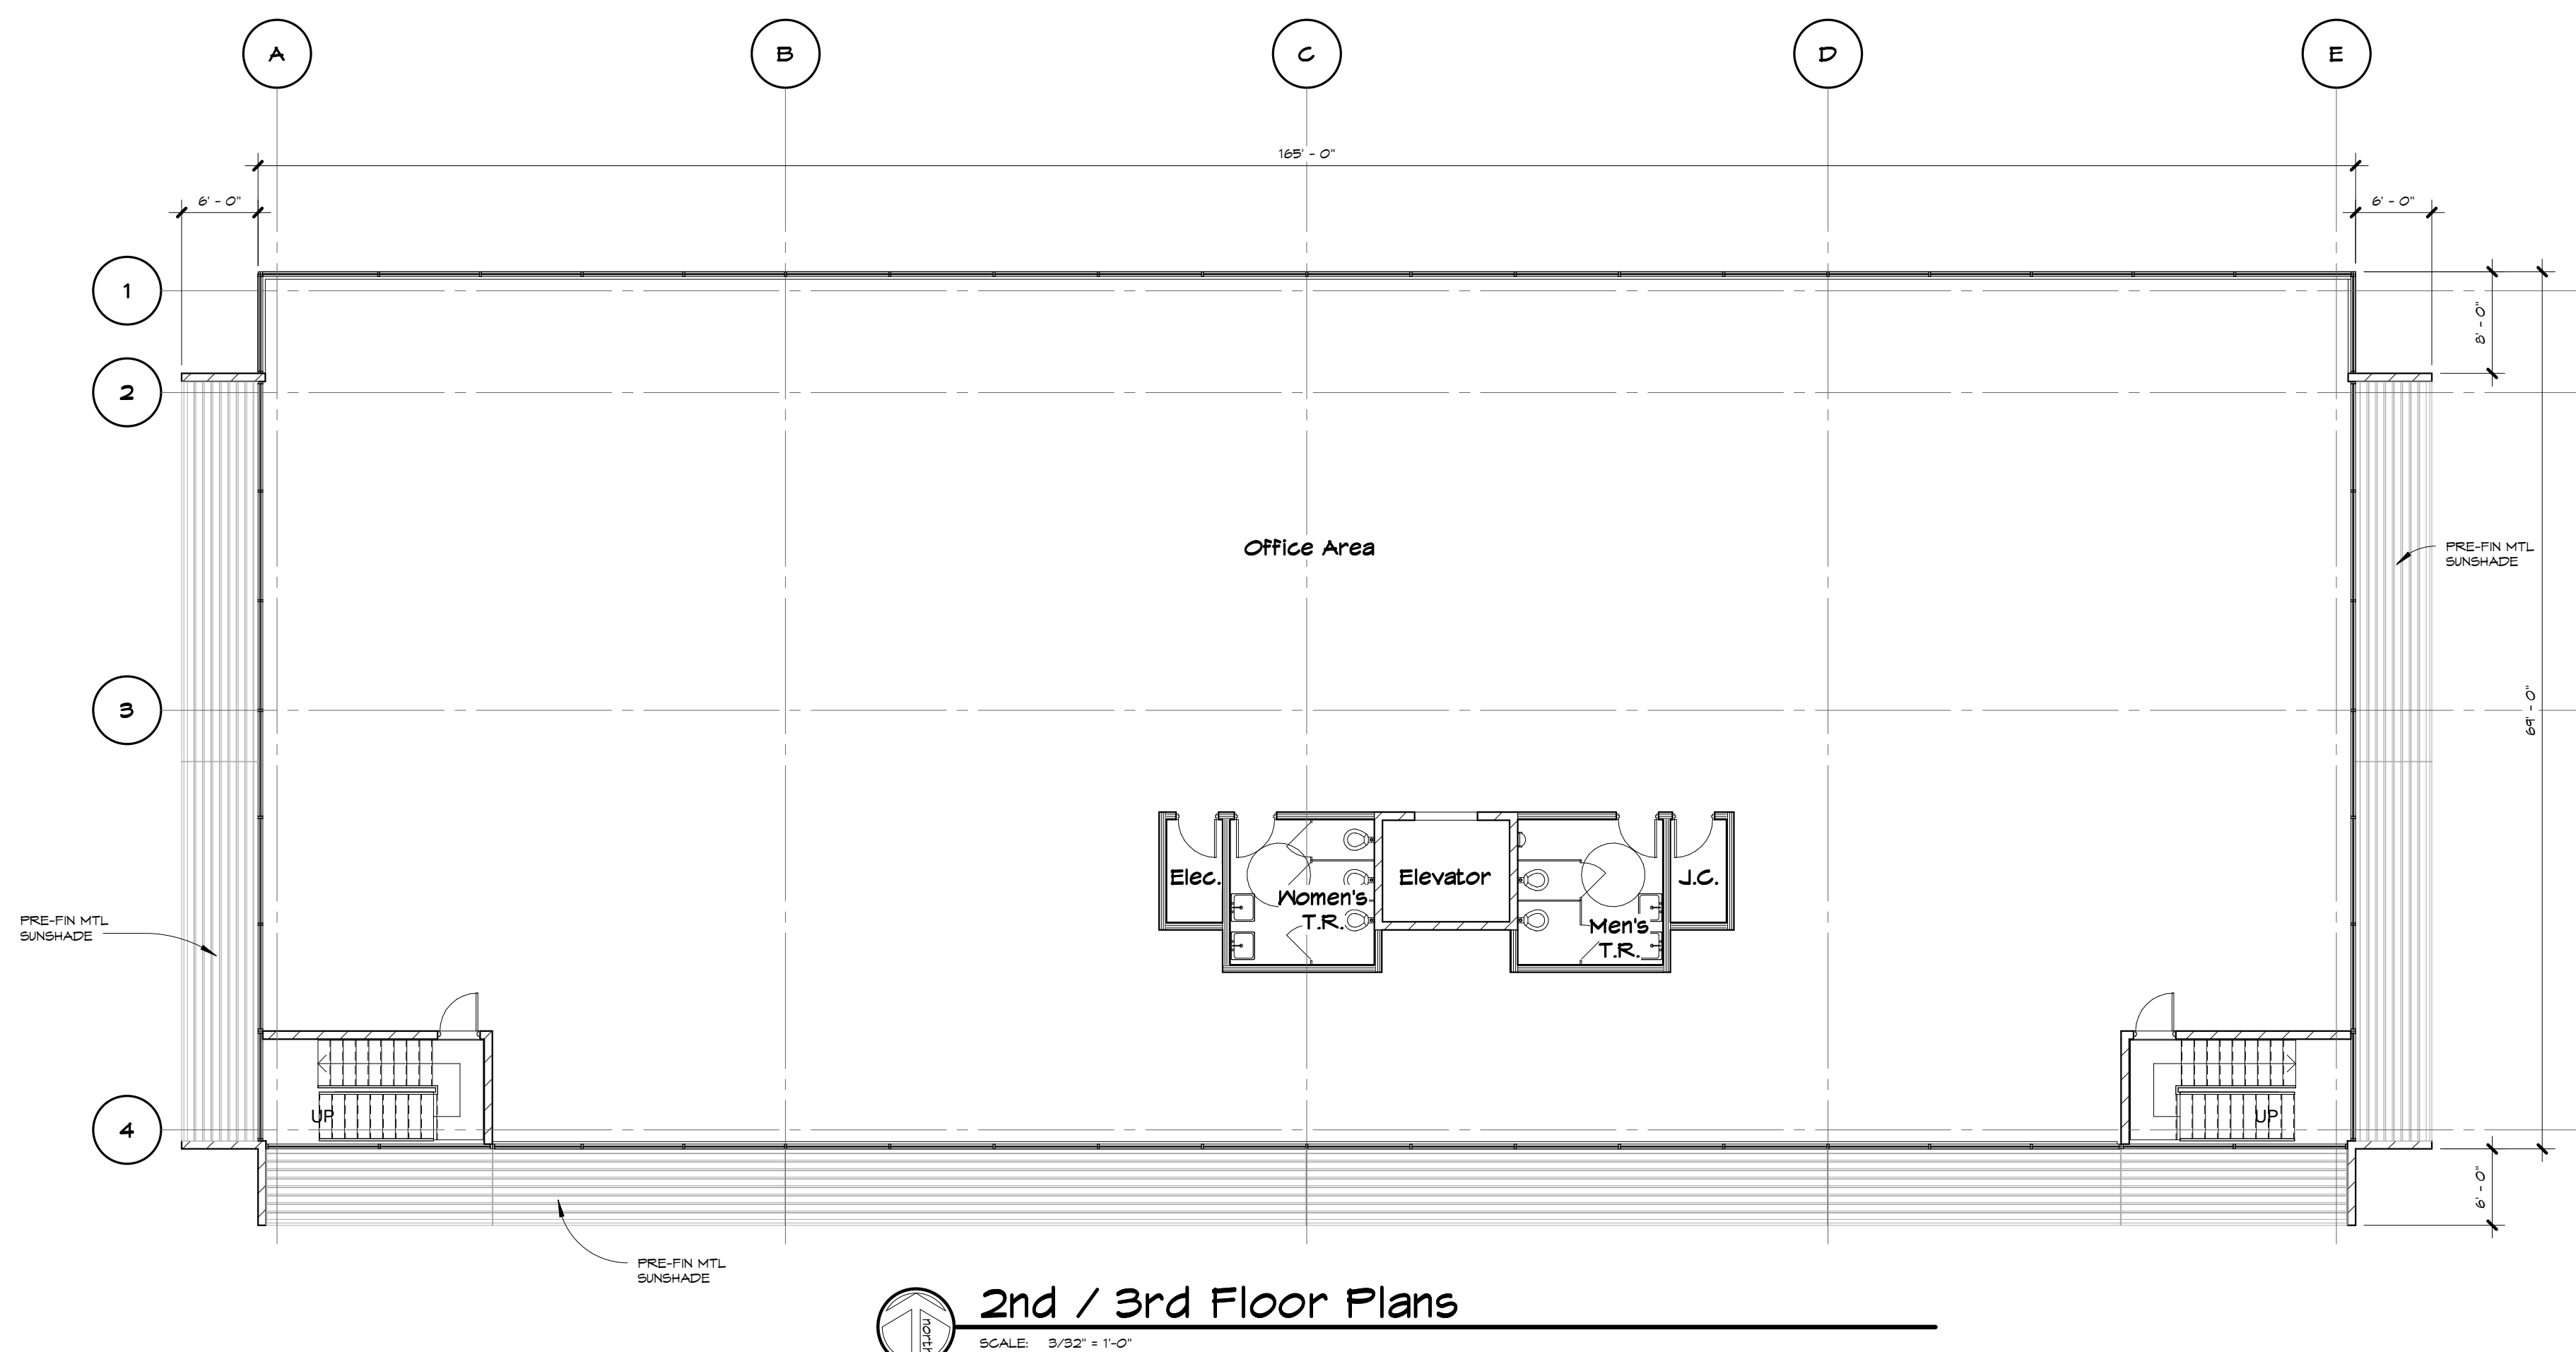 A
B
C
D
E
165' - 0"
6' - 0"
6' - 0"
1
8' - 0"
2
Office Area
PRE-FIN MTL
SUNSHADE
3
69' - 0"
Elec.
Women's
T.R.
Elevator
Men's
T.R.
J.C.
PRE-FIN MTL
SUNSHADE
UP
UP
4
6' - 0"
PRE-FIN MTL
SUNSHADE
2nd / 3rd Floor Plans
north
SCALE: 3/32" = 1'-0"